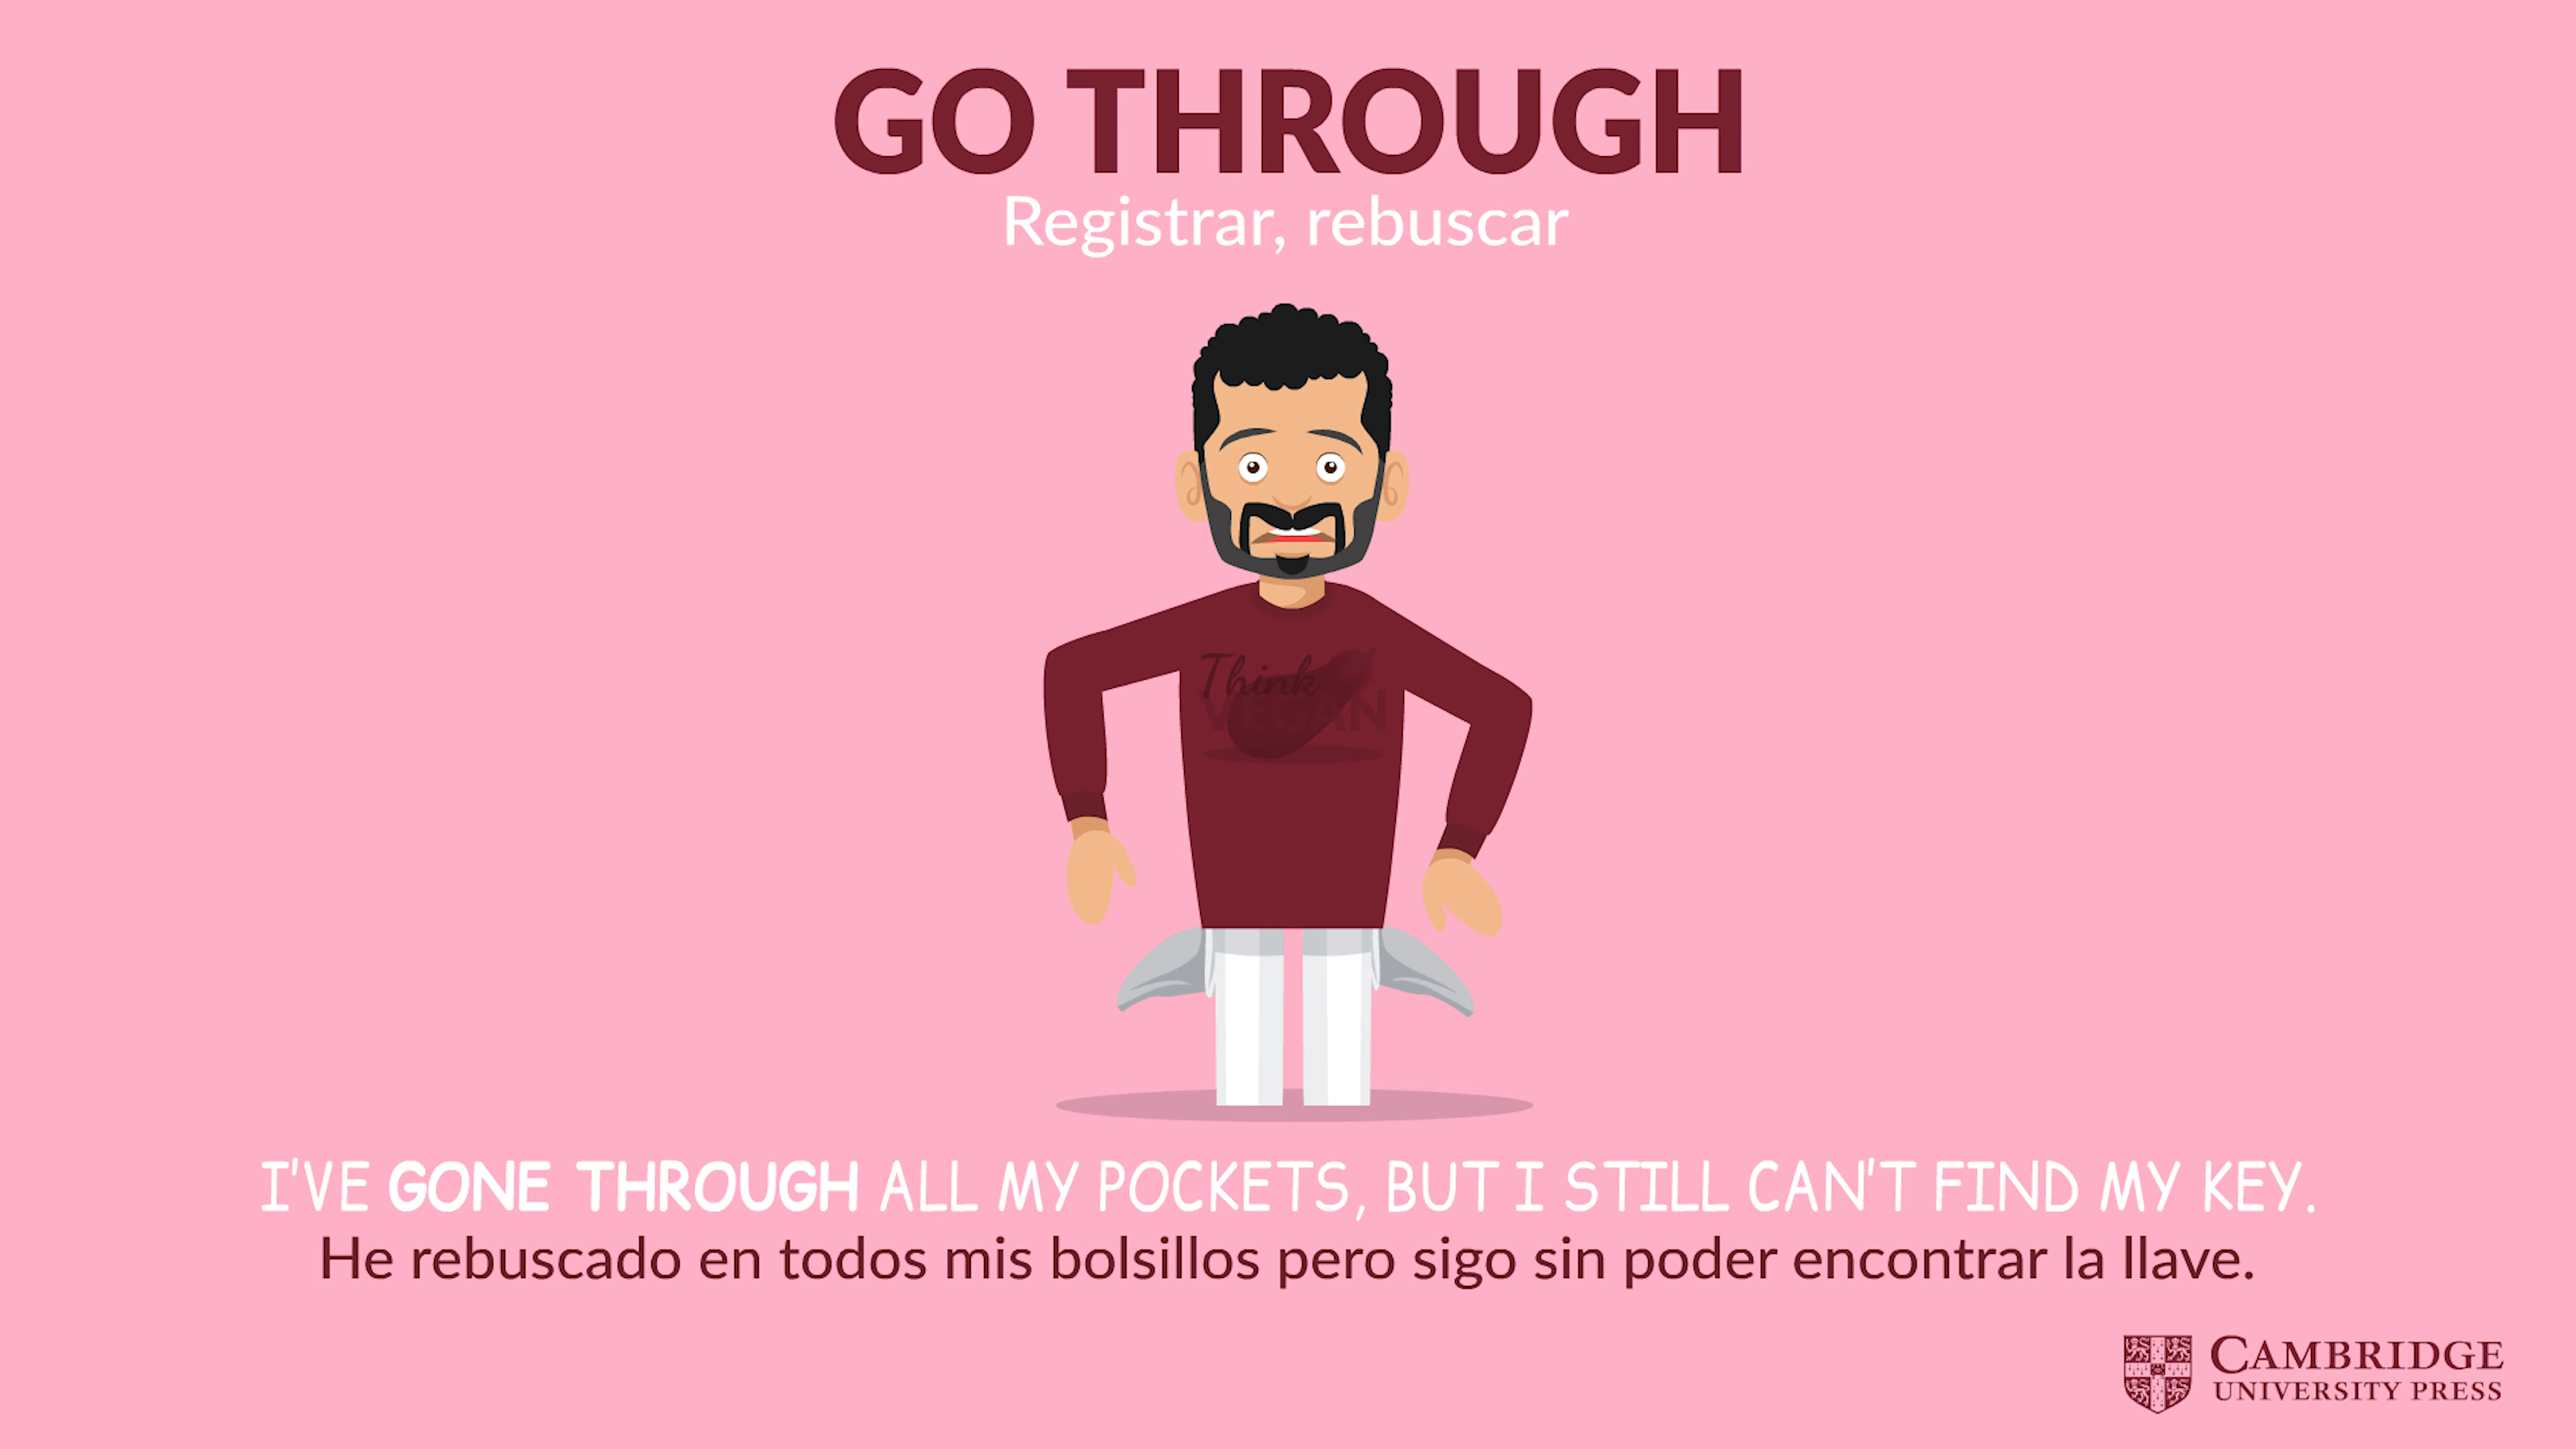 GO THROUGH
Registrar, rebuscar
Think
VEGAN
I'VE GONE THROUGH ALL MY POCKETS, BUT I STILL CAN'T FIND MY KEY.
He rebuscado en todos mis bolsillos pero sigo sin poder encontrar la llave.
CAMBRIDGE
UNIVERSITY PRESS